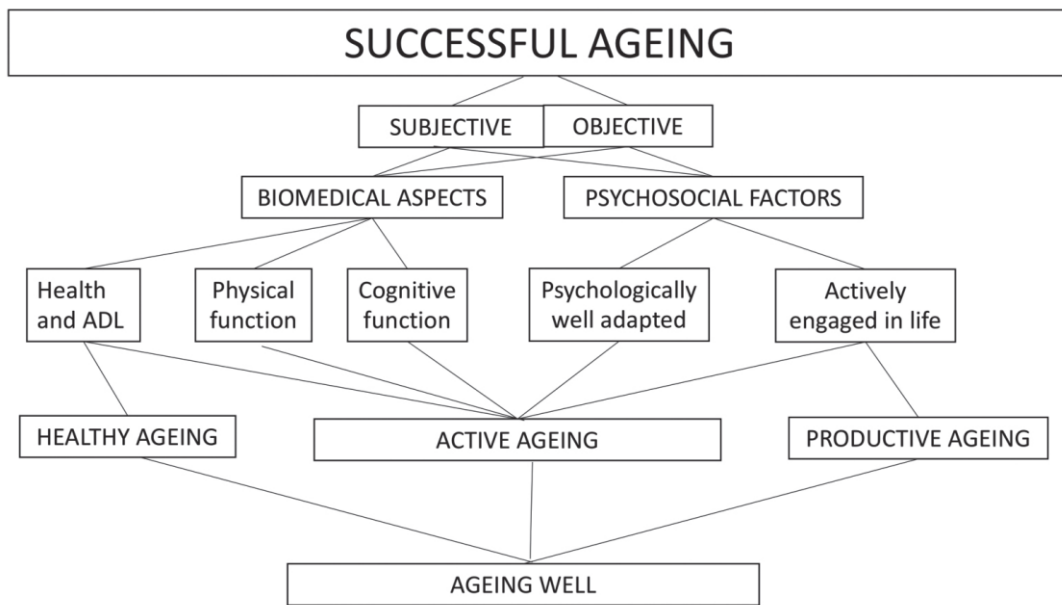 SUCCESSFUL AGEING
SUBJECTIVE
OBJECTIVE
BIOMEDICAL ASPECTS
PSYCHOSOCIAL FACTORS
Health
and ADL
Physical
function
Cognitive
function
Psychologically
well adapted
Actively
engaged in life
HEALTHY AGEING
ACTIVE AGEING
PRODUCTIVE AGEING
AGEING WELL